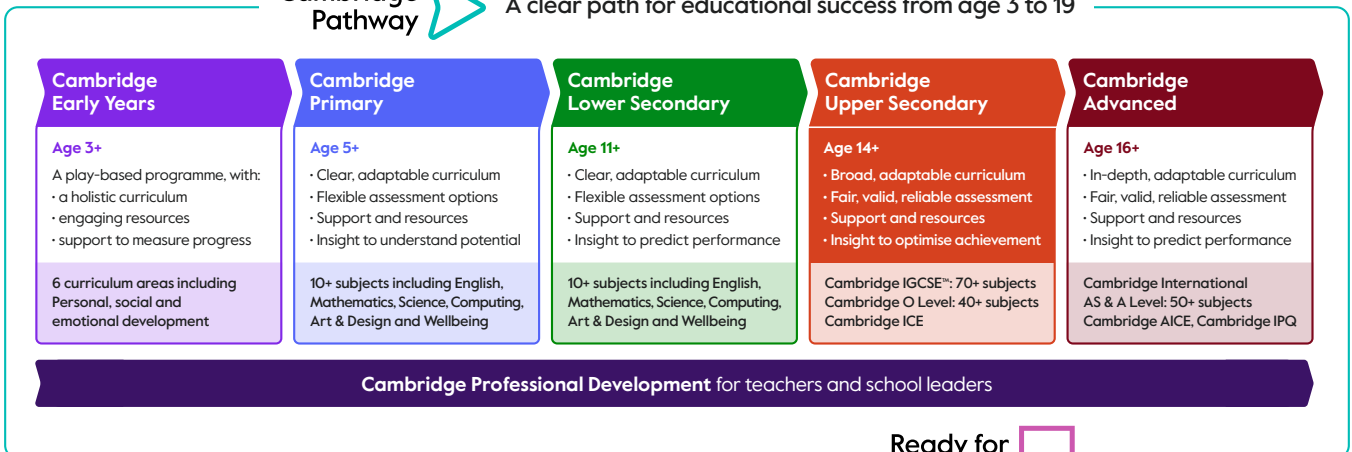 Cambridge
Pathway
A clear path for educational success from age 3 to 19
Cambridge
Early Years
Age 3+
A play-based programme, with:
· a holistic curriculum
· engaging resources
· support to measure progress
6 curriculum areas including
Personal, social and
emotional development
Cambridge
Primary
Age 5+
· Clear, adaptable curriculum
· Flexible assessment options
· Support and resources
· Insight to understand potential
10+ subjects including English,
Mathematics, Science, Computing,
Art & Design and Wellbeing
Cambridge
Lower Secondary
Age 11+
· Clear, adaptable curriculum
· Flexible assessment options
· Support and resources
· Insight to predict performance
10+ subjects including English,
Mathematics, Science, Computing,
Art & Design and Wellbeing
Cambridge
Upper Secondary
Age 14+
· Broad, adaptable curriculum
· Fair, valid, reliable assessment
· Support and resources
· Insight to optimise achievement
Cambridge IGCSE™: 70+ subjects
Cambridge O Level: 40+ subjects
Cambridge ICE
Cambridge
Advanced
Age 16+
· In-depth, adaptable curriculum
· Fair, valid, reliable assessment
· Support and resources
· Insight to predict performance
Cambridge International
AS & A Level: 50+ subjects
Cambridge AICE, Cambridge IPQ
Cambridge Professional Development for teachers and school leaders
Ready for